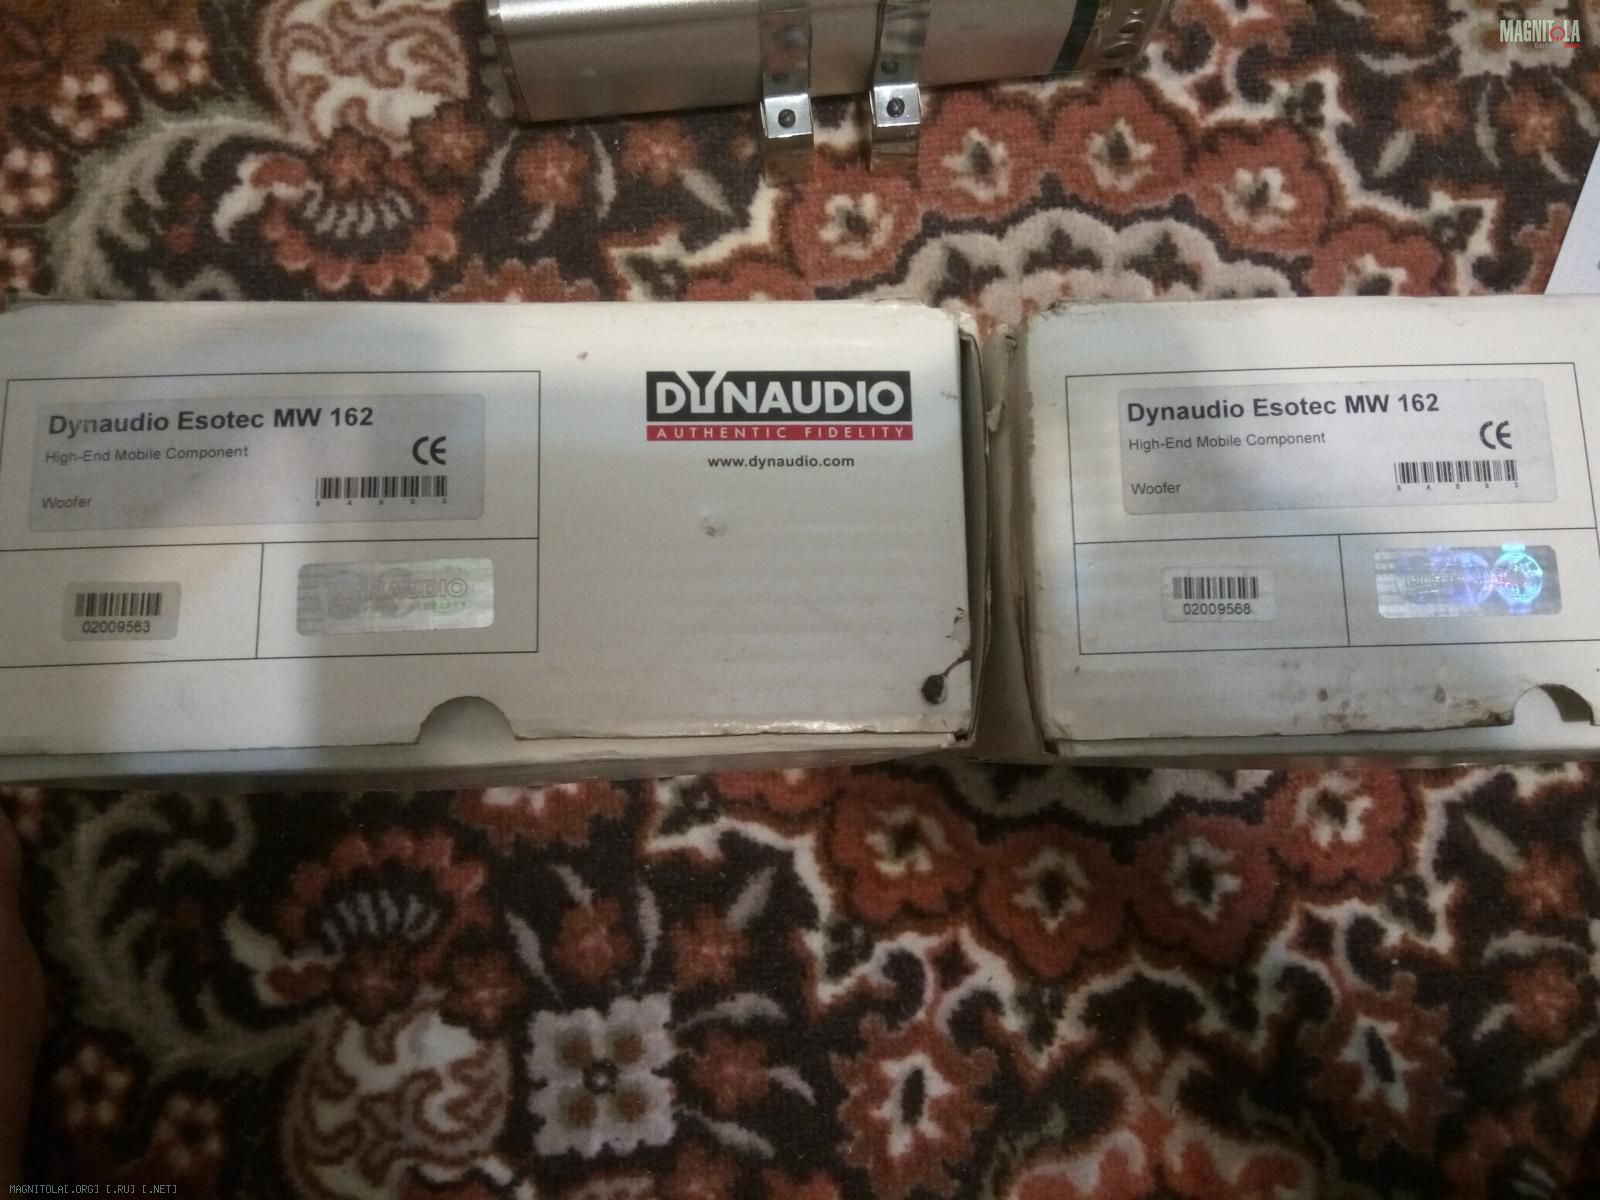 MAGNITOLA
Dynaudio Esotec MW 162
High-End Mobile Component
CE
Woofer
02009563
DYNAUDIO
DYNAUDIO
AUTHENTIC FIDELITY
www.dynaudio.com
Dynaudio Esotec MW 162
High-End Mobile Component
CE
Woofer
02009568
MAGNITOLA[.ORG] [.RU] [.NET]